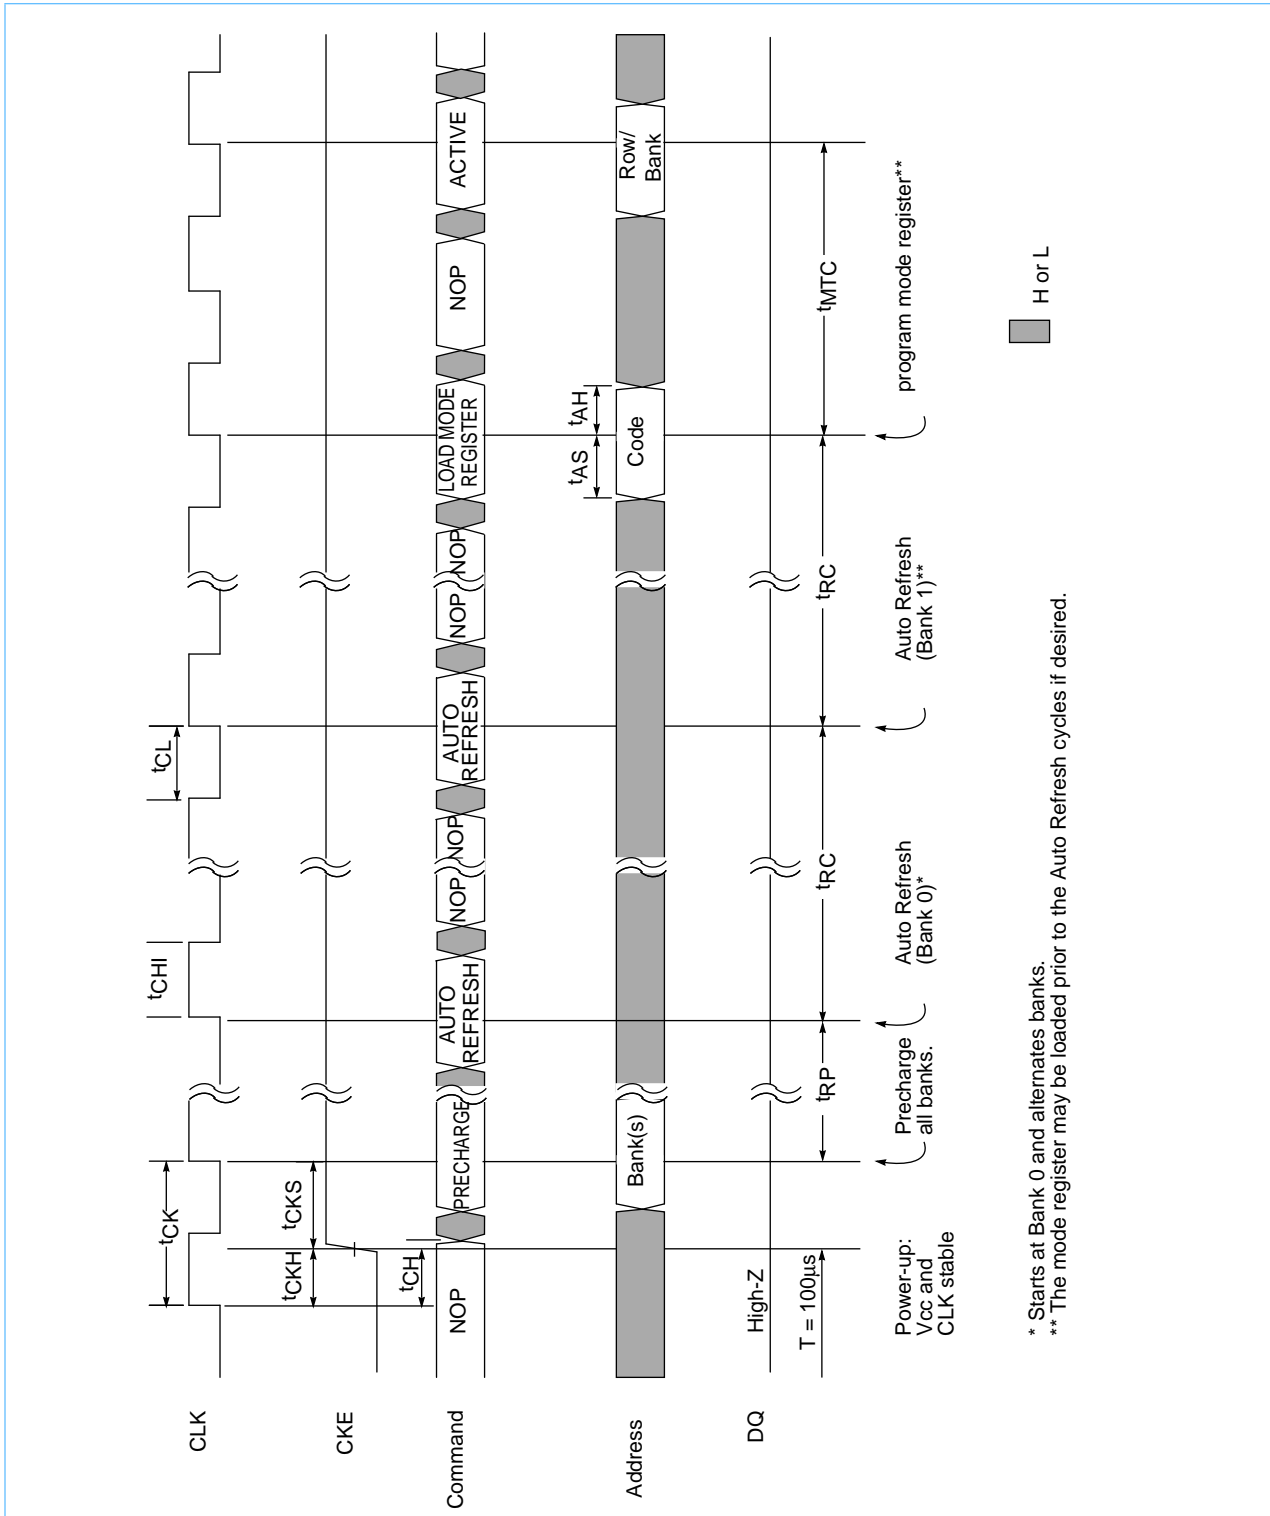 CLK
tCK
tCHI
tCL
CKE
tCKH
tCKS
tCH
Command
NOP
PRECHARGE
AUTO
REFRESH
NOP
NOP
AUTO
REFRESH
NOP
NOP
LOAD MODE
REGISTER
NOP
ACTIVE
tAS
tAH
Address
Bank(s)
Code
Row/
Bank
DQ
High-Z
T = 100µs
tRP
tRC
tRC
tMTC
Power-up:
Vcc and
CLK stable
Precharge
all banks.
Auto Refresh
(Bank 0)*
Auto Refresh
(Bank 1)**
program mode register**
H or L
* Starts at Bank 0 and alternates banks.
** The mode register may be loaded prior to the Auto Refresh cycles if desired.